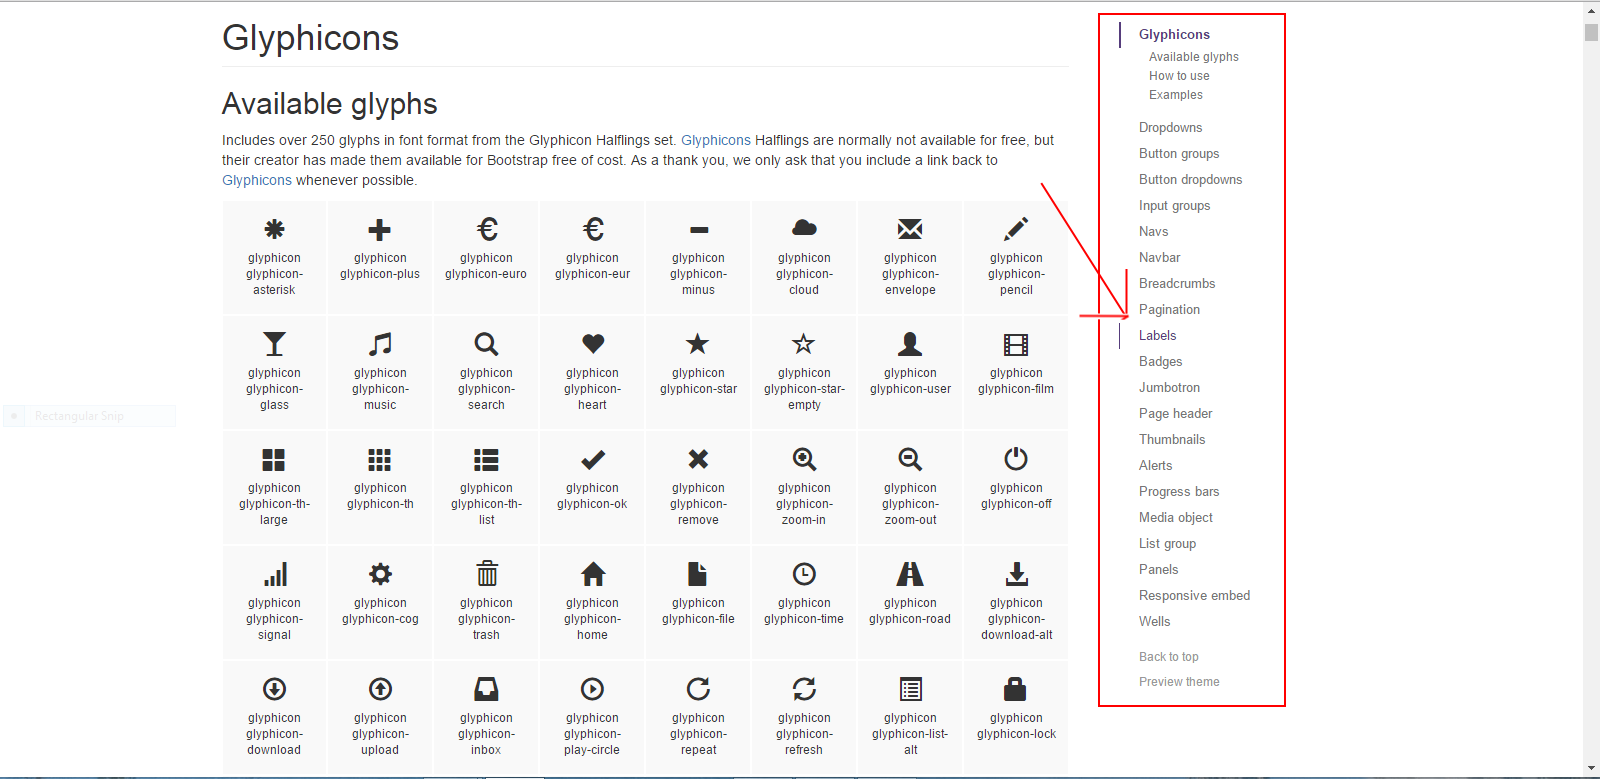 Glyphicons
Available glyphs
Includes over 250 glyphs in font format from the Glyphicon Halflings set. Glyphicons Halflings are normally not available for free, but
their creator has made them available for Bootstrap free of cost. As a thank you, we only ask that you include a link back to
Glyphicons whenever possible.
glyphicon
glyphicon-
asterisk
glyphicon
glyphicon-plus
glyphicon
glyphicon-euro
glyphicon
glyphicon-eur
glyphicon
glyphicon-
minus
glyphicon
glyphicon-
cloud
glyphicon
glyphicon-
envelope
glyphicon
glyphicon-
pencil
glyphicon
glyphicon-
glass
glyphicon
glyphicon-
music
glyphicon
glyphicon-
search
glyphicon
glyphicon-
heart
glyphicon
glyphicon-star
glyphicon
glyphicon-star-
empty
glyphicon
glyphicon-user
glyphicon
glyphicon-film
glyphicon
glyphicon-th-
large
glyphicon
glyphicon-th
glyphicon
glyphicon-th-
list
glyphicon
glyphicon-ok
glyphicon
glyphicon-
remove
glyphicon
glyphicon-
zoom-in
glyphicon
glyphicon-
zoom-out
glyphicon
glyphicon-off
glyphicon
glyphicon-
signal
glyphicon
glyphicon-cog
glyphicon
glyphicon-
trash
glyphicon
glyphicon-
home
glyphicon
glyphicon-file
glyphicon
glyphicon-time
glyphicon
glyphicon-road
glyphicon
glyphicon-
download-alt
glyphicon
glyphicon-
download
glyphicon
glyphicon-
upload
glyphicon
glyphicon-
inbox
glyphicon
glyphicon-
play-circle
glyphicon
glyphicon-
repeat
glyphicon
glyphicon-
refresh
glyphicon
glyphicon-list-
alt
glyphicon
glyphicon-lock
Glyphicons
Available glyphs
How to use
Examples
Dropdowns
Button groups
Button dropdowns
Input groups
Navs
Navbar
Breadcrumbs
Pagination
Labels
Badges
Jumbotron
Page header
Thumbnails
Alerts
Progress bars
Media object
List group
Panels
Responsive embed
Wells
Back to top
Preview theme
Rectangular Snip